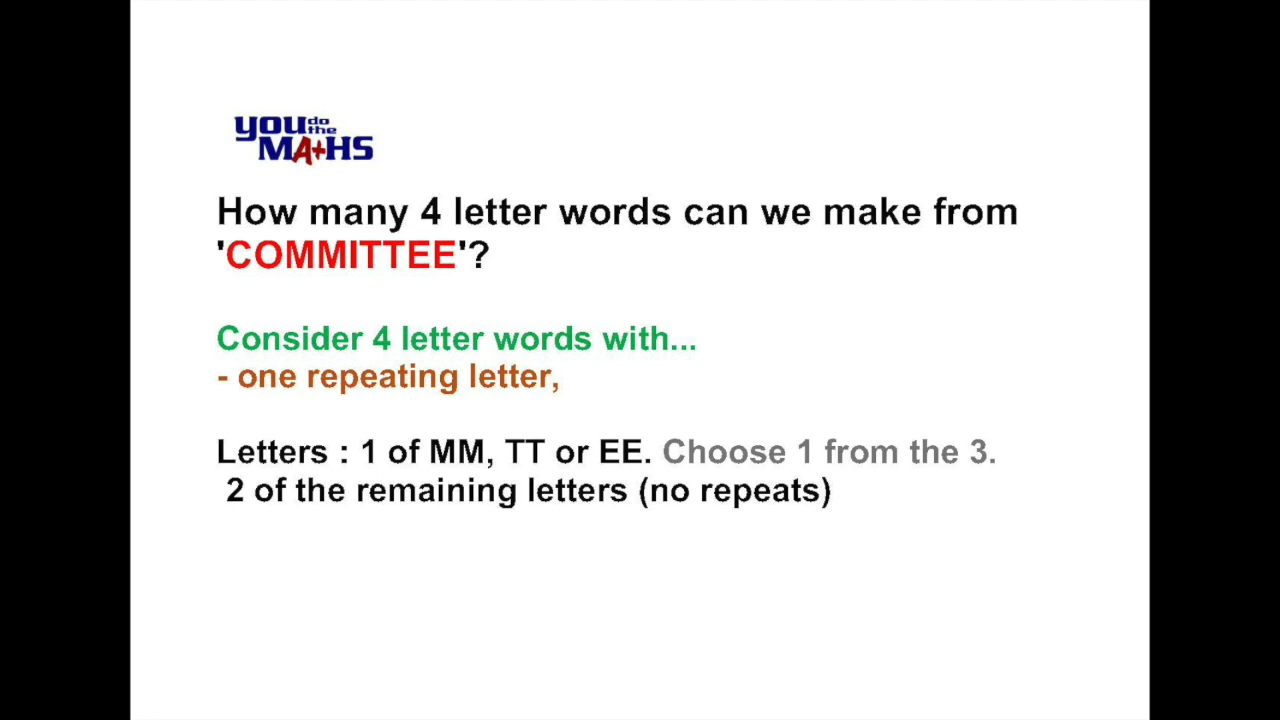 you do the
MA+HS
How many 4 letter words can we make from
'COMMITTEE'?
Consider 4 letter words with...
- one repeating letter,
Letters : 1 of MM, TT or EE. Choose 1 from the 3.
2 of the remaining letters (no repeats)